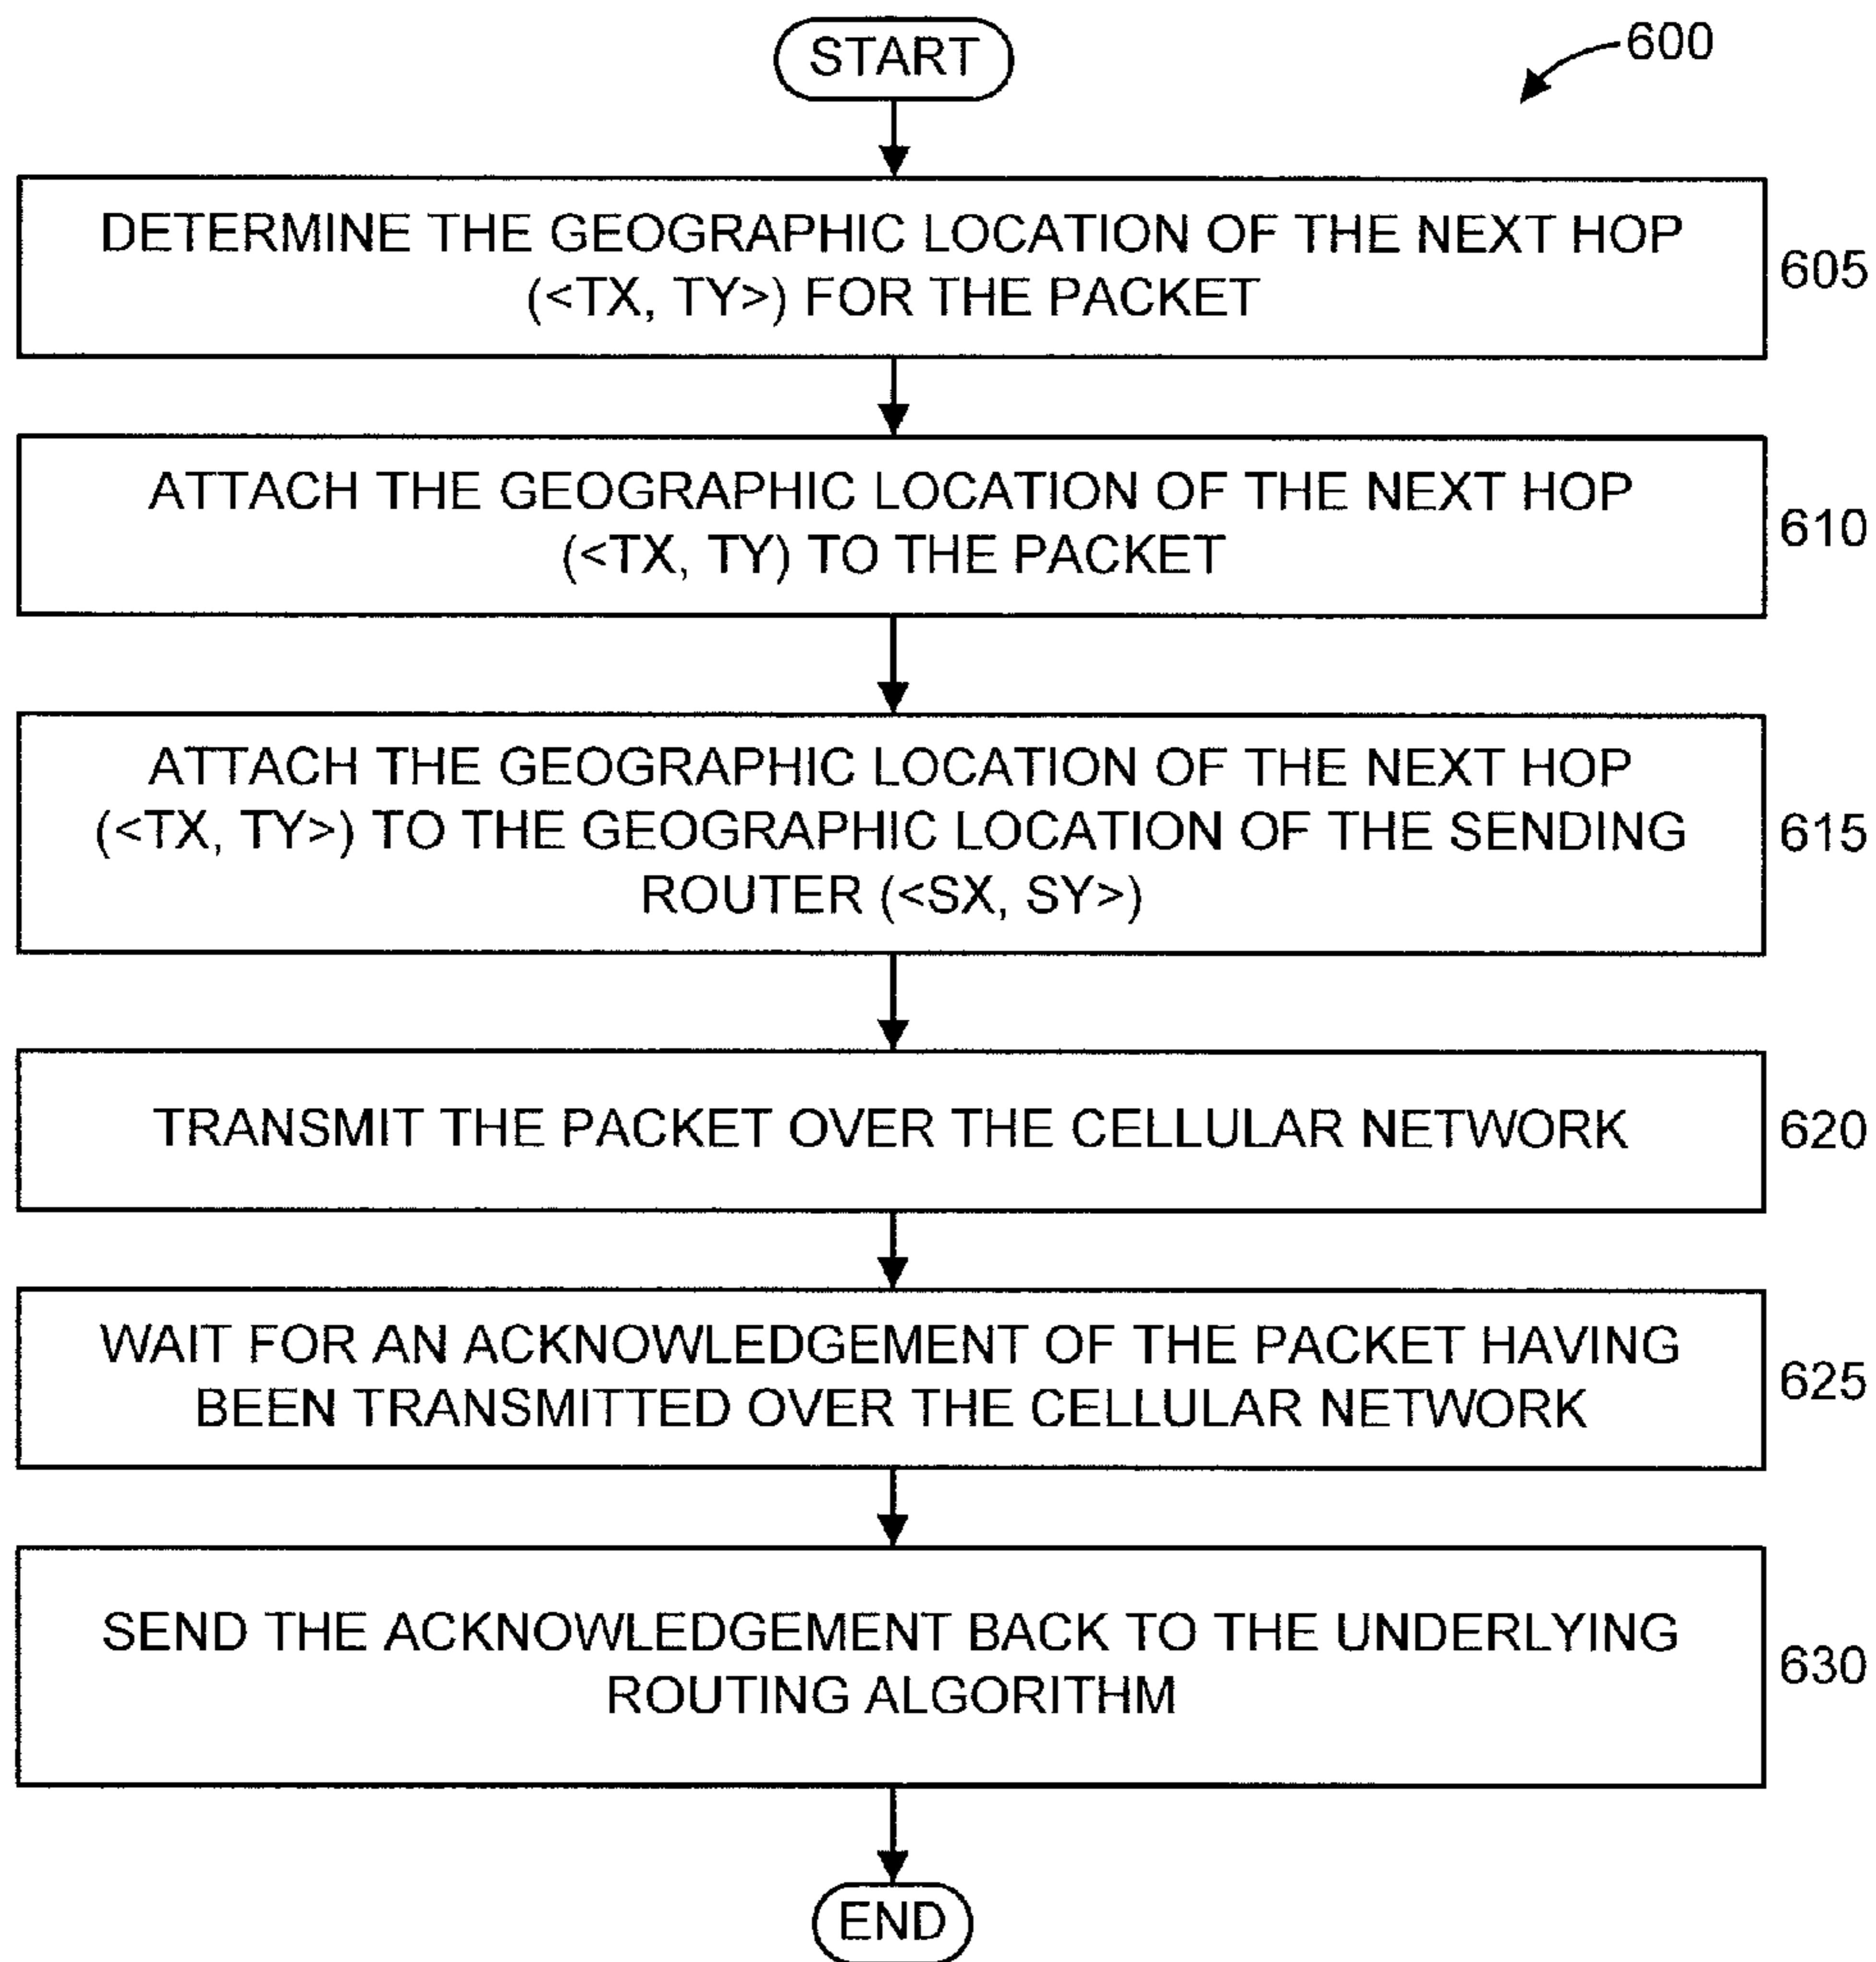 START
600
DETERMINE THE GEOGRAPHIC LOCATION OF THE NEXT HOP
(<TX, TY>) FOR THE PACKET
605
ATTACH THE GEOGRAPHIC LOCATION OF THE NEXT HOP
(<TX, TY) TO THE PACKET
610
ATTACH THE GEOGRAPHIC LOCATION OF THE NEXT HOP
(<TX, TY>) TO THE GEOGRAPHIC LOCATION OF THE SENDING
ROUTER (<SX, SY>)
615
TRANSMIT THE PACKET OVER THE CELLULAR NETWORK
620
WAIT FOR AN ACKNOWLEDGEMENT OF THE PACKET HAVING
BEEN TRANSMITTED OVER THE CELLULAR NETWORK
625
SEND THE ACKNOWLEDGEMENT BACK TO THE UNDERLYING
ROUTING ALGORITHM
630
END